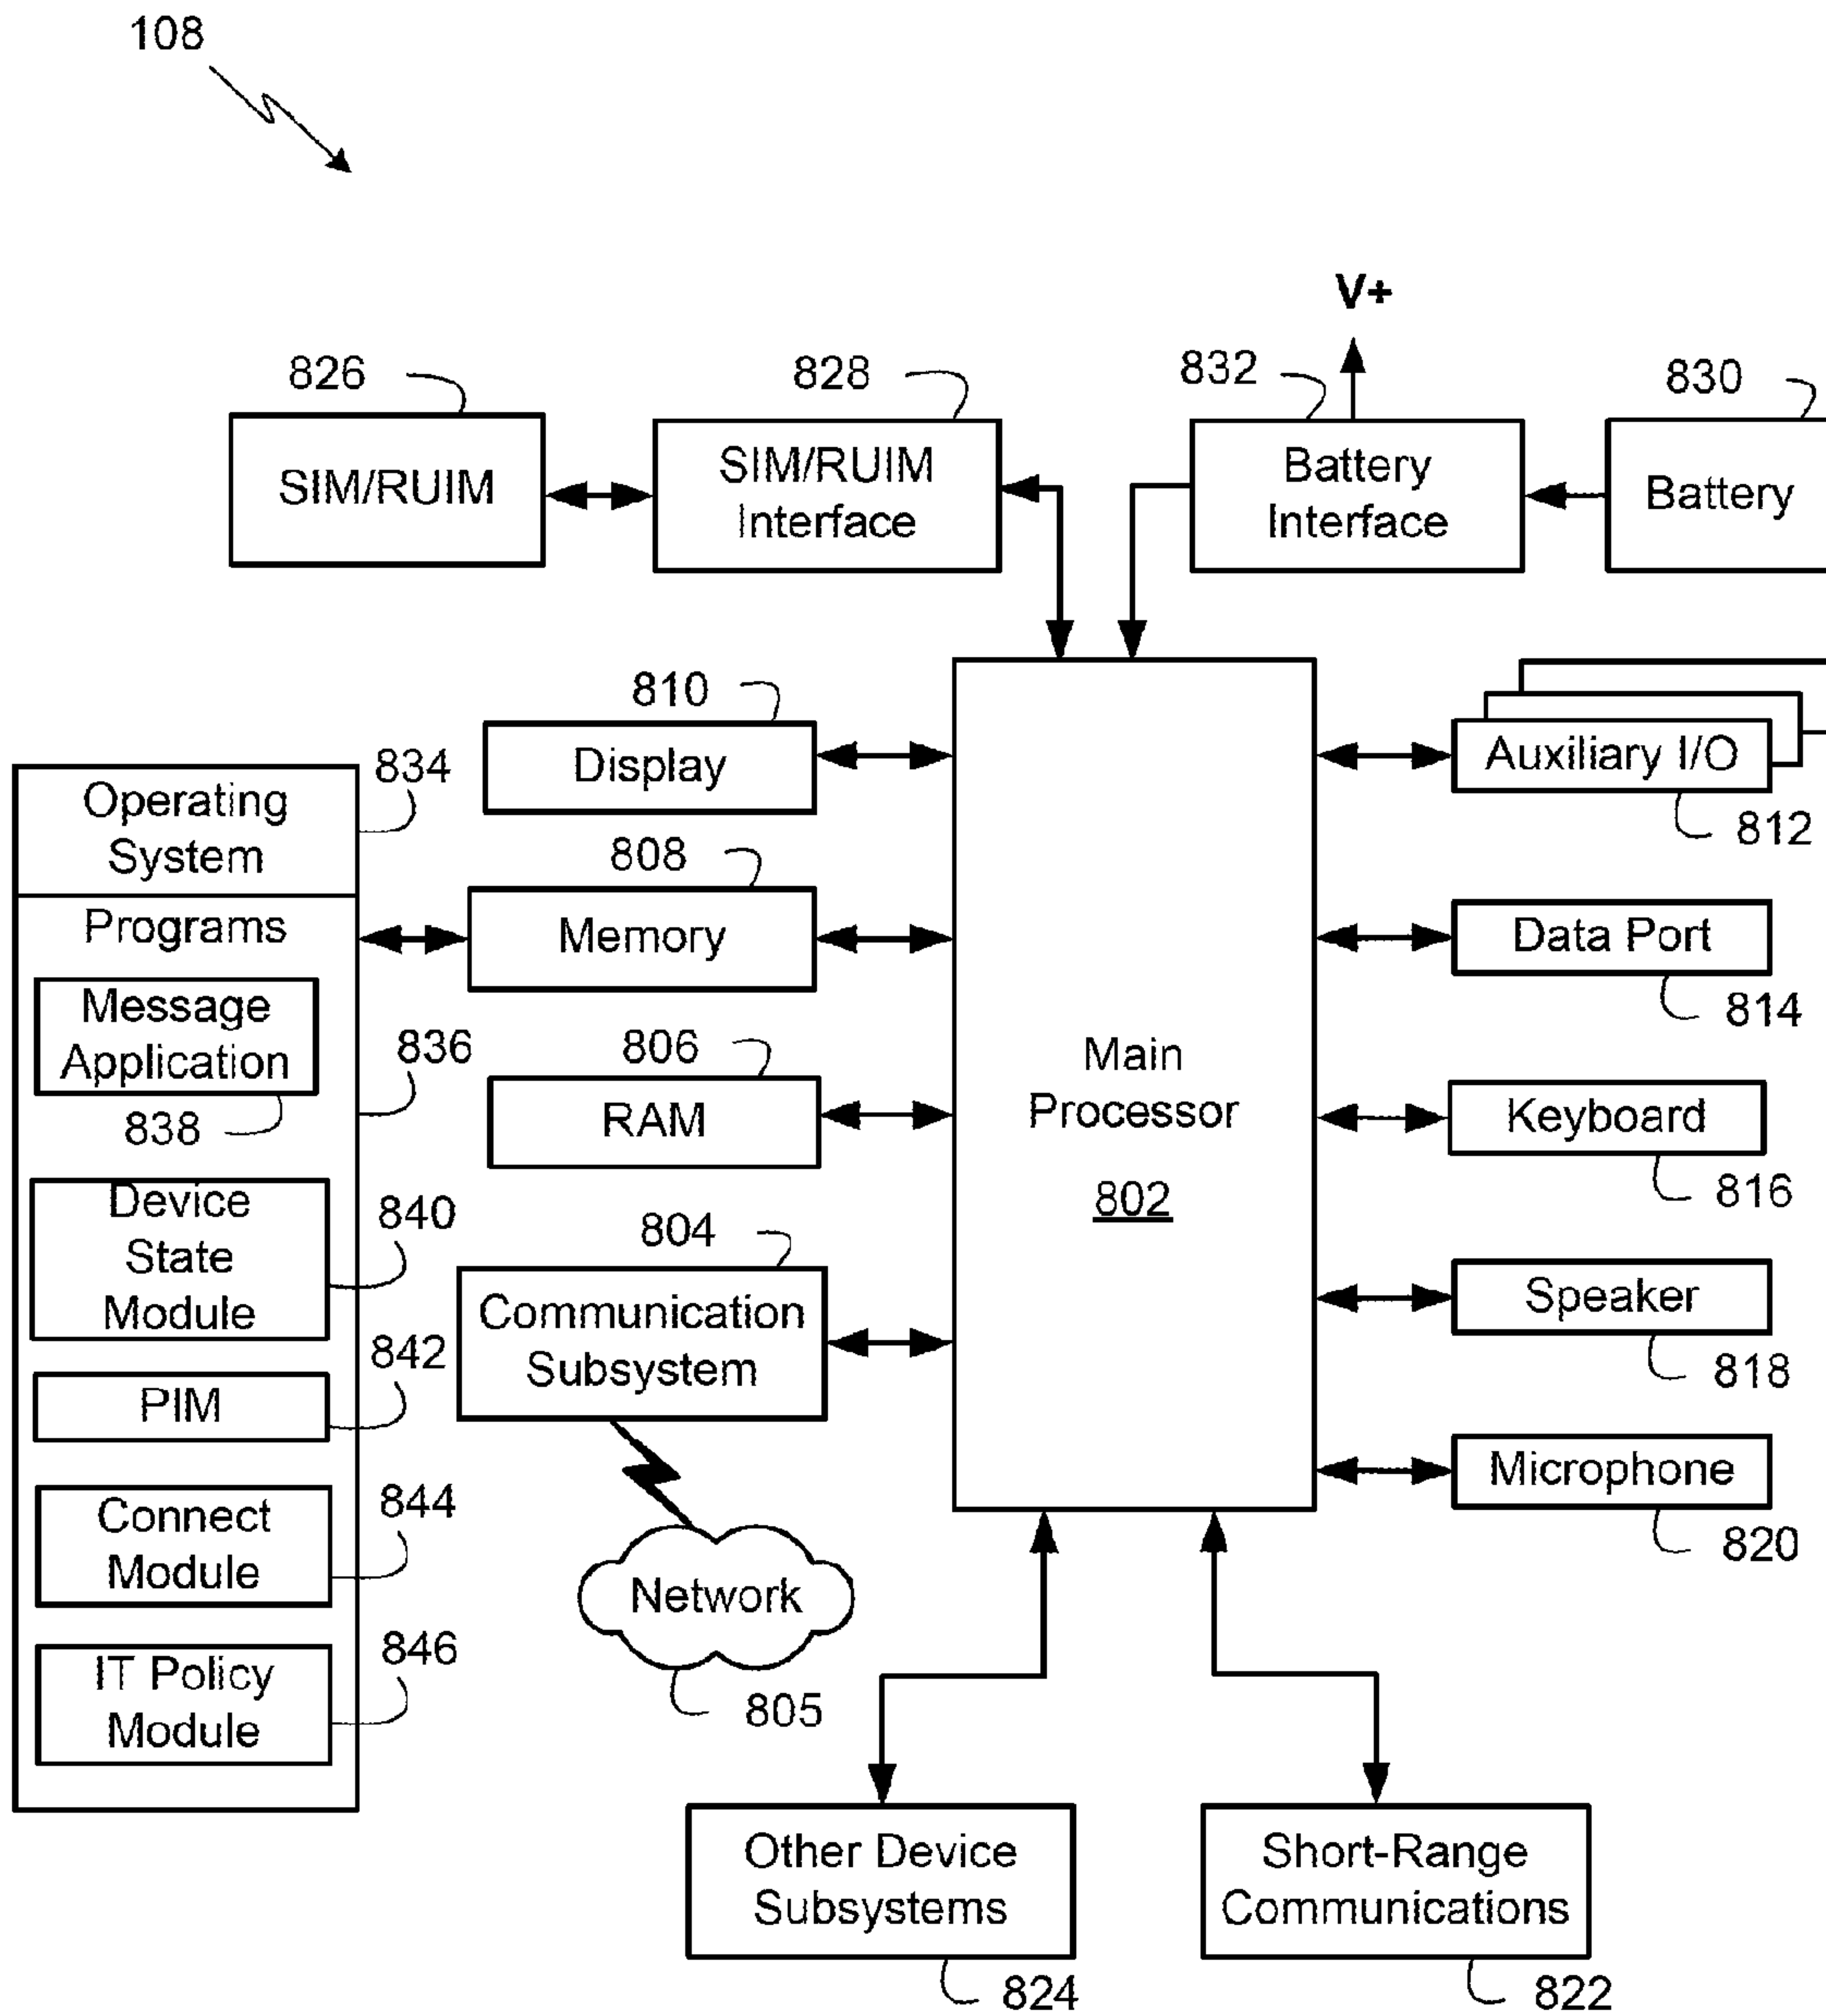 108
V+
826
828
832
830
SIM/RUIM
SIM/RUIM
Interface
Battery
Interface
Battery
810
Display
834
Operating
System
808
Memory
Programs
Message
Application
838
836
806
RAM
Device
State
Module
840
804
Communication
Subsystem
PIM
842
Connect
Module
844
IT Policy
Module
846
Network
805
Main
Processor
802
Auxiliary I/O
812
Data Port
814
Keyboard
816
Speaker
818
Microphone
820
Other Device
Subsystems
824
Short-Range
Communications
822